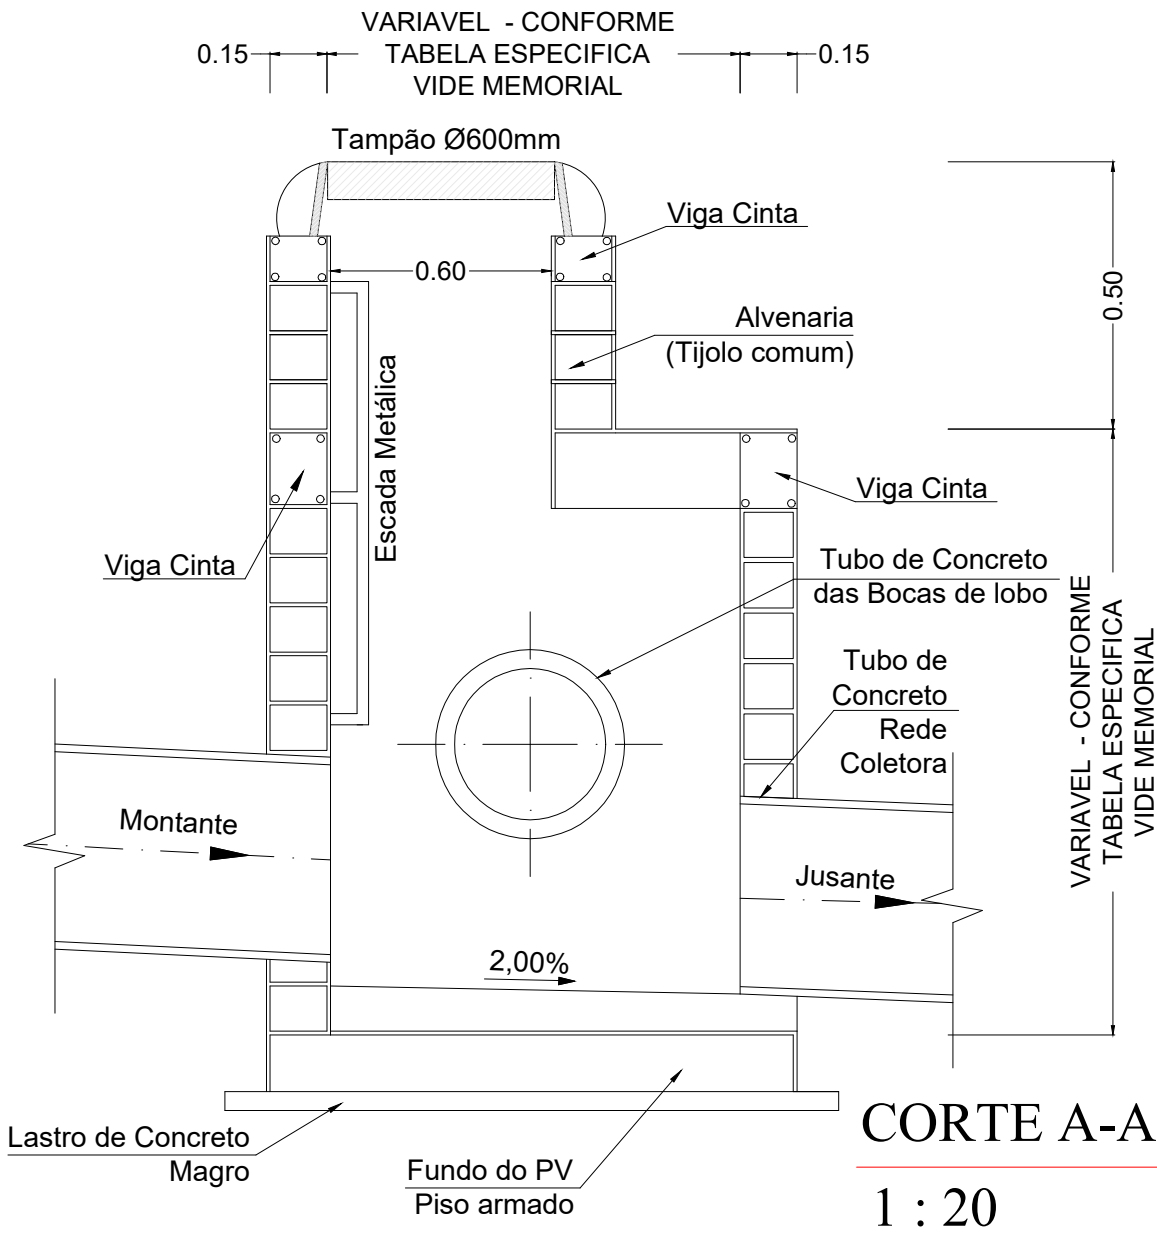 VARIAVEL - CONFORME
0.15
TABELA ESPECIFICA
0.15
VIDE MEMORIAL
Tampão Ø600mm
Viga Cinta
0.60
0.50
Alvenaria
(Tijolo comum)
Escada Metálica
Viga Cinta
Viga Cinta
Tubo de Concreto
das Bocas de lobo
VARIAVEL - CONFORME
TABELA ESPECIFICA
VIDE MEMORIAL
Tubo de
Concreto
Rede
Coletora
Montante
Jusante
2,00%
Lastro de Concreto
Magro
Fundo do PV
Piso armado
CORTE A-A
1 : 20